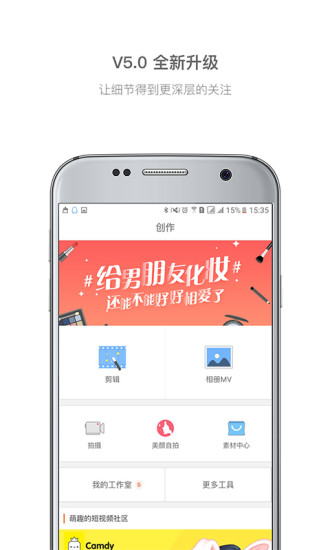 V5.0 全新升级
让细节得到更深层的关注
15% 15:35
创作
#给男朋友化妆#
还能不能好好相爱了
剪辑
相册MV
拍摄
美颜自拍
素材中心
我的工作室 5
更多工具
萌趣的短视频社区
Camdy